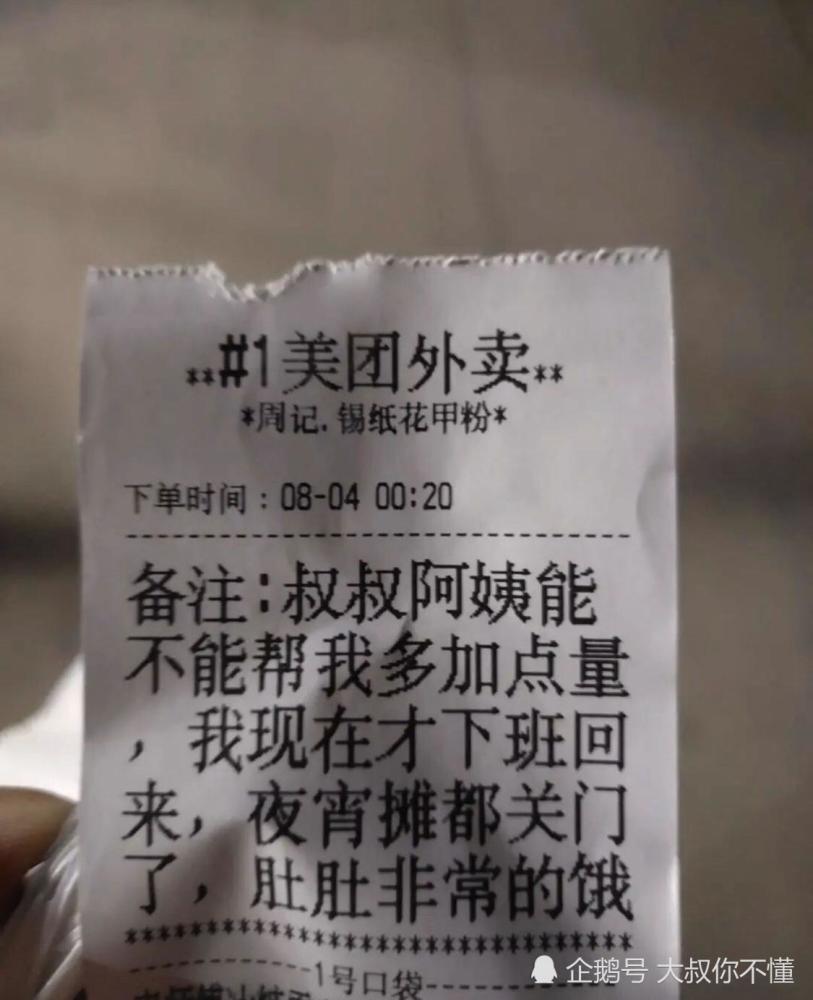 **#1美团外卖**
*周记.锡纸花甲粉*
下单时间：08-04 00:20
--------------------------------
备注:叔叔阿姨能
不能帮我多加点量
，我现在才下班回
来，夜宵摊都关门
了，肚肚非常的饿
********************************
------------1号口袋------------
企鹅号 大叔你不懂